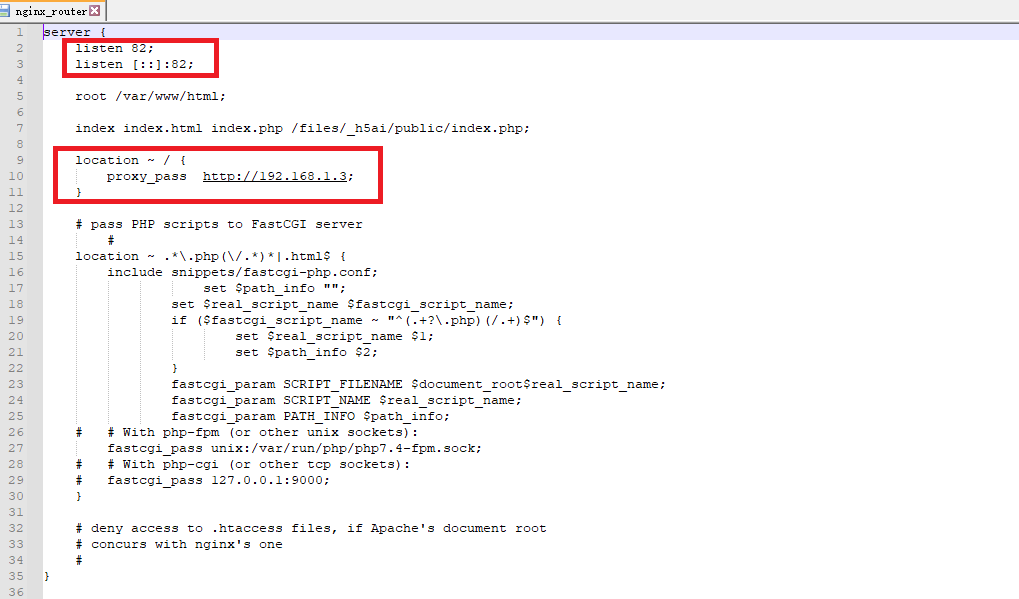 nginx_router
1 server {
2 listen 82;
3 listen [::]:82;
4
5 root /var/www/html;
6
7 index index.html index.php /files/_h5ai/public/index.php;
8
9 location ~ / {
10 proxy_pass  http://192.168.1.3;
11 }
12
13 # pass PHP scripts to FastCGI server
14 #
15 location ~ .*\.php(\/.*)*|.html$ {
16 include snippets/fastcgi-php.conf;
17 set $path_info "";
18 set $real_script_name $fastcgi_script_name;
19 if ($fastcgi_script_name ~ "^(.+?\.php)(/.+)$") {
20 set $real_script_name $1;
21 set $path_info $2;
22 }
23 fastcgi_param SCRIPT_FILENAME $document_root$real_script_name;
24 fastcgi_param SCRIPT_NAME $real_script_name;
25 fastcgi_param PATH_INFO $path_info;
26 #   # With php-fpm (or other unix sockets):
27 fastcgi_pass unix:/var/run/php/php7.4-fpm.sock;
28 #   # With php-cgi (or other tcp sockets):
29 #   fastcgi_pass 127.0.0.1:9000;
30 }
31
32 # deny access to .htaccess files, if Apache's document root
33 # concurs with nginx's one
34 #
35 }
36